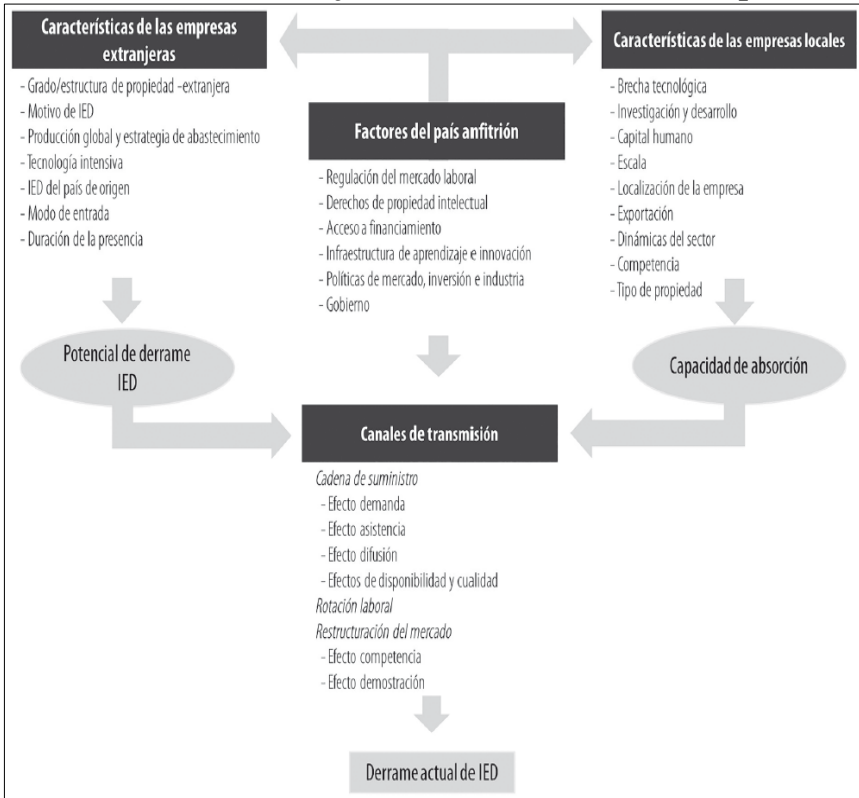 Características de las empresas
extranjeras
- Grado/estructura de propiedad -extranjera
- Motivo de IED
- Producción global y estrategia de abastecimiento
- Tecnología intensiva
- IED del país de origen
- Modo de entrada
- Duración de la presencia
Factores del país anfitrión
- Regulación del mercado laboral
- Derechos de propiedad intelectual
- Acceso a financiamiento
- Infraestructura de aprendizaje e innovación
- Políticas de mercado, inversión e industria
- Gobierno
Características de las empresas locales
- Brecha tecnológica
- Investigación y desarrollo
- Capital humano
- Escala
- Localización de la empresa
- Exportación
- Dinámicas del sector
- Competencia
- Tipo de propiedad
Potencial de derrame
IED
Capacidad de absorción
Canales de transmisión
Cadena de suministro
- Efecto demanda
- Efecto asistencia
- Efecto difusión
- Efectos de disponibilidad y cualidad
Rotación laboral
Restructuración del mercado
- Efecto competencia
- Efecto demostración
Derrame actual de IED